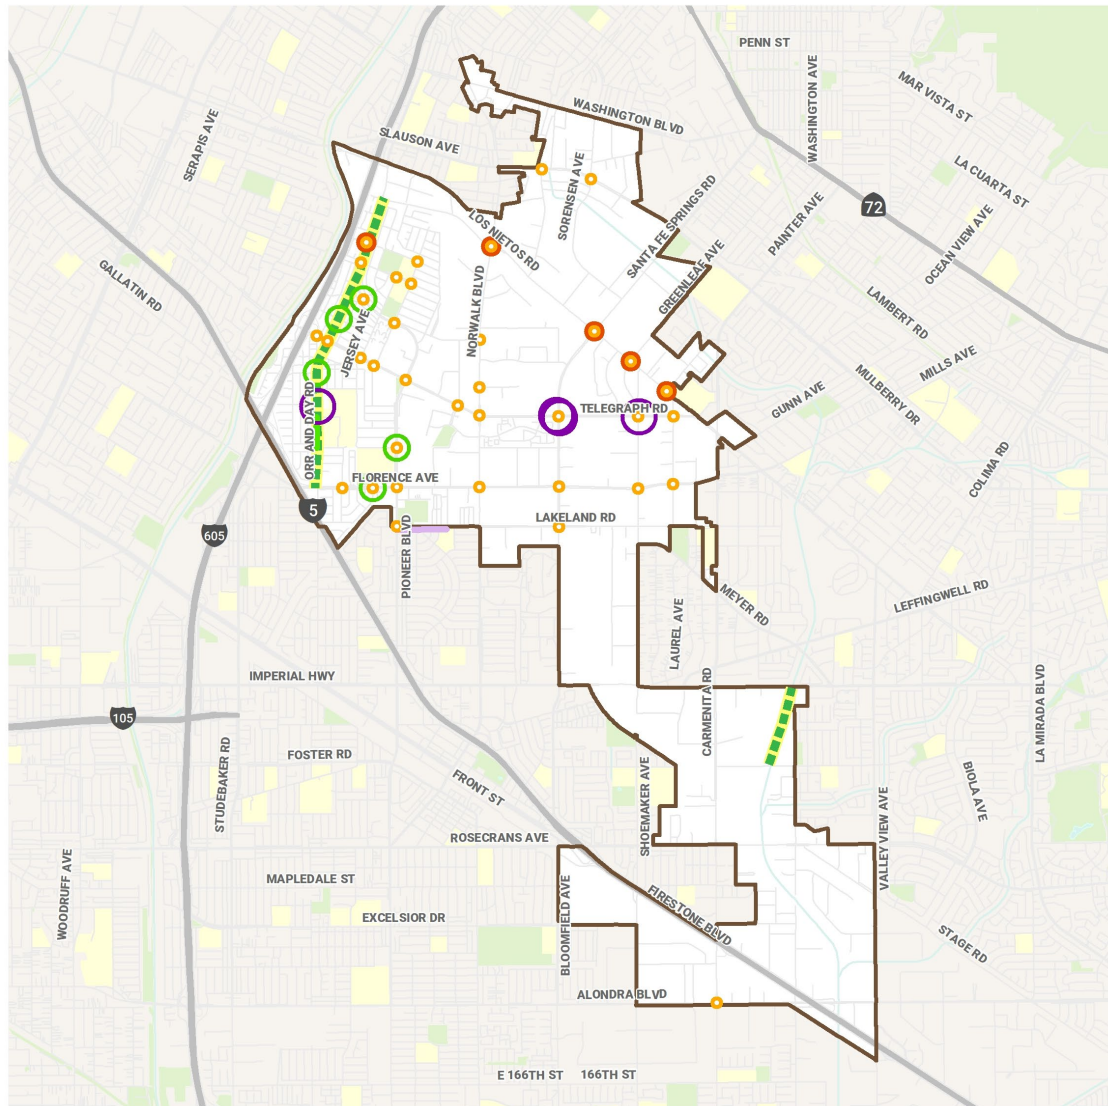 PENN ST
WASHINGTON AVE
MAR VISTA ST
WASHINGTON BLVD
SLAUSON AVE
SERAPIS AVE
LA CUARTA ST
SORENSEN AVE
72
PAINTER AVE
SANTA FE SPRINGS RD
LOS NIETOS RD
OCEAN VIEW AVE
GREENLEAF AVE
GALLATIN RD
LAMBERT RD
NORWALK BLVD
JERSEY AVE
MILLS AVE
MULBERRY DR
GUNN AVE
TELEGRAPH RD
ORR AND DAY RD
COLIMA RD
FLORENCE AVE
5
LAKELAND RD
605
PIONEER BLVD
MEYER RD
LEFFINGWELL RD
LAUREL AVE
IMPERIAL HWY
CARMENITA RD
LA MIRADA BLVD
105
FOSTER RD
STUDEBAKER RD
FRONT ST
SHOEMAKER AVE
BIOLA AVE
ROSECRANS AVE
VALLEY VIEW AVE
MAPLEDALE ST
WOODRUFF AVE
FIRESTONE BLVD
EXCELSIOR DR
BLOOMFIELD AVE
STAGE RD
ALONDRA BLVD
E 166TH ST
166TH ST